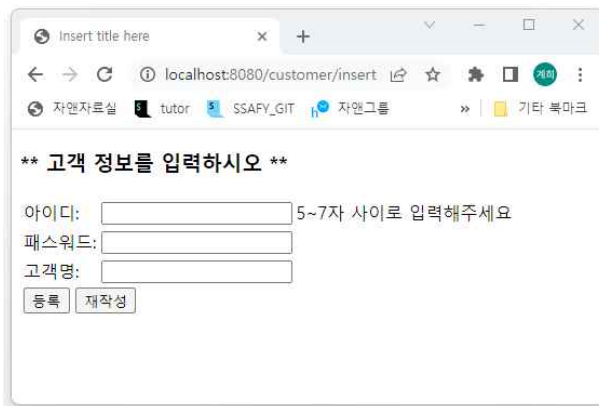 Insert title here
localhost:8080/customer/insert
계희
자앤자료실 tutor SSAFY_GIT 자앤그룹 » 기타 북마크
** 고객 정보를 입력하시오 **
아이디: 5~7자 사이로 입력해주세요
패스워드:
고객명:
등록 재작성